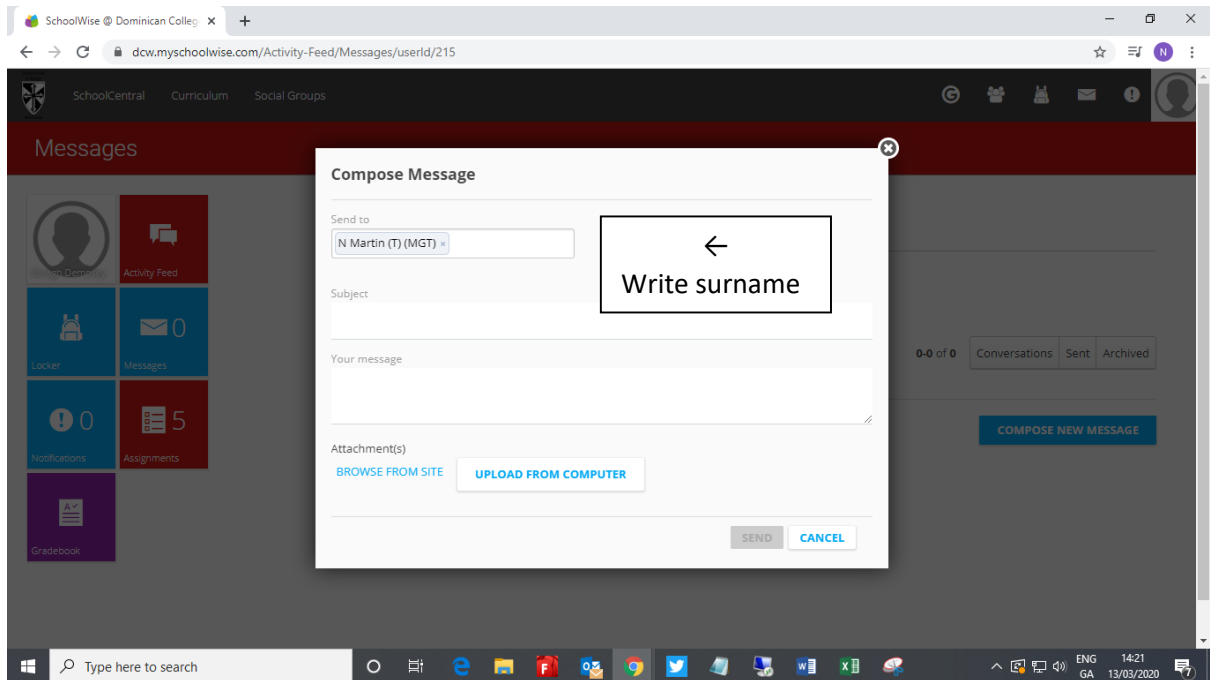 SchoolWise @ Dominican Colleg
dcw.myschoolwise.com/Activity-Feed/Messages/userId/215
N
SchoolCentral Curriculum Social Groups
G
Messages
Compose Message
Send to
N Martin (T) (MGT) ×
←
Write surname
Subject
Your message
Attachment(s)
BROWSE FROM SITE UPLOAD FROM COMPUTER
SEND CANCEL
Activity Feed
Locker
0
Messages
0
Notifications
5
Assignments
Gradebook
0-0 of 0 Conversations Sent Archived
COMPOSE NEW MESSAGE
Type here to search
ENG 14:21
GA 13/03/2020